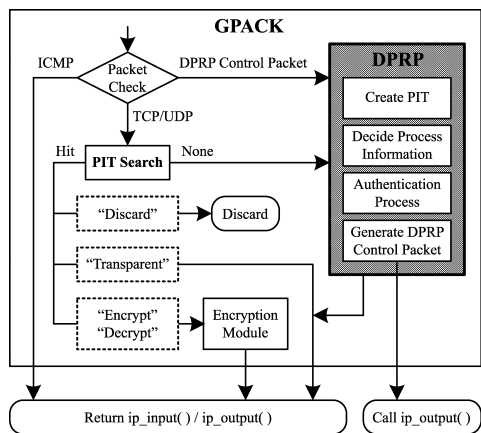 GPACK
ICMP
Packet
Check
DPRP Control Packet
DPRP
Create PIT
TCP/UDP
Hit
PIT Search
None
Decide Process
Information
Authentication
Process
“Discard”
Discard
Generate DPRP
Control Packet
“Transparent”
“Encrypt”
“Decrypt”
Encryption
Module
Return ip_input( ) / ip_output( )
Call ip_output( )